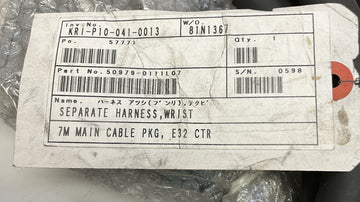 Inv.No. W/O.
KR1-P10-041-0013 81N1367
Po. Qty. 1
57771
Part No. 50979-0111L07 S/N. 0598
Name. ハーネス アッシ(ブンリ),テクビ
SEPARATE HARNESS,WRIST
7M MAIN CABLE PKG, E32 CTR